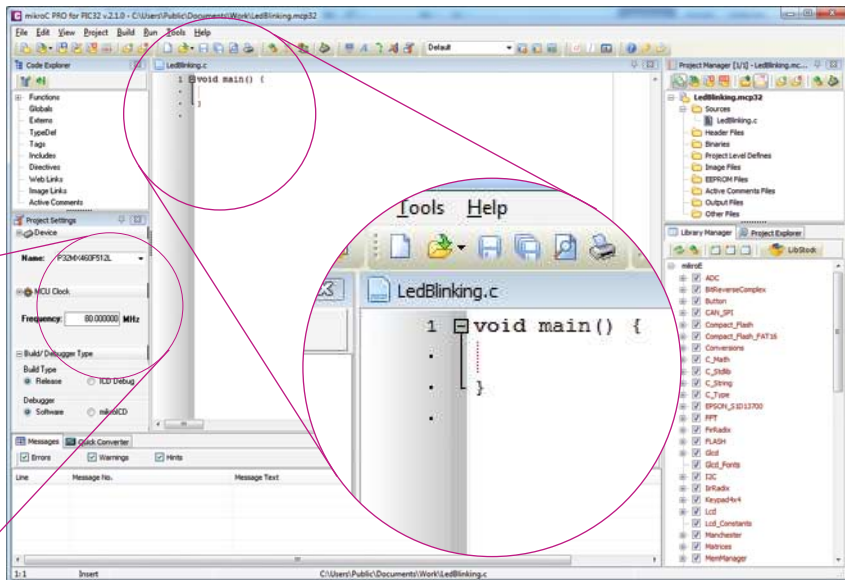 mikroC PRO for PIC32 v.2.1.0 - C:\Users\Public\Documents\Work\LedBlinking.mcp32
File Edit View Project Build Run Tools Help
Default
Code Explorer
Functions
Globals
Externs
TypeDef
Tags
Includes
Directives
Web Links
Image Links
Active Comments
Project Settings
Device
Name: P32MX460F512L
MCU Clock
Frequency: 80.000000 MHz
Build/Debugger Type
Build Type
Release ICD Debug
Debugger
Software mikroICD
LedBlinking.c
1 void main() {
}
Tools Help
LedBlinking.c
1 void main() {
}
Project Manager [1/1] - LedBlinking.mc...
LedBlinking.mcp32
Sources
LedBlinking.c
Header Files
Binaries
Project Level Defines
Image Files
EEPROM Files
Active Comments Files
Output Files
Other Files
Library Manager Project Explorer
LibStock
mikroE
ADC
BitReverseComplex
Button
CAN_SPI
Compact_Flash
Compact_Flash_FAT16
Conversions
C_Math
C_Stdlib
C_String
C_Type
EPSON_S1D13700
FFT
FirRadix
FLASH
Glcd
Glcd_Fonts
I2C
IirRadix
Keypad4x4
Lcd
Lcd_Constants
Manchester
Matrices
MemManager
Messages Quick Converter
Errors Warnings Hints
Line Message No. Message Text
1:1 Insert C:\Users\Public\Documents\Work\LedBlinking.c